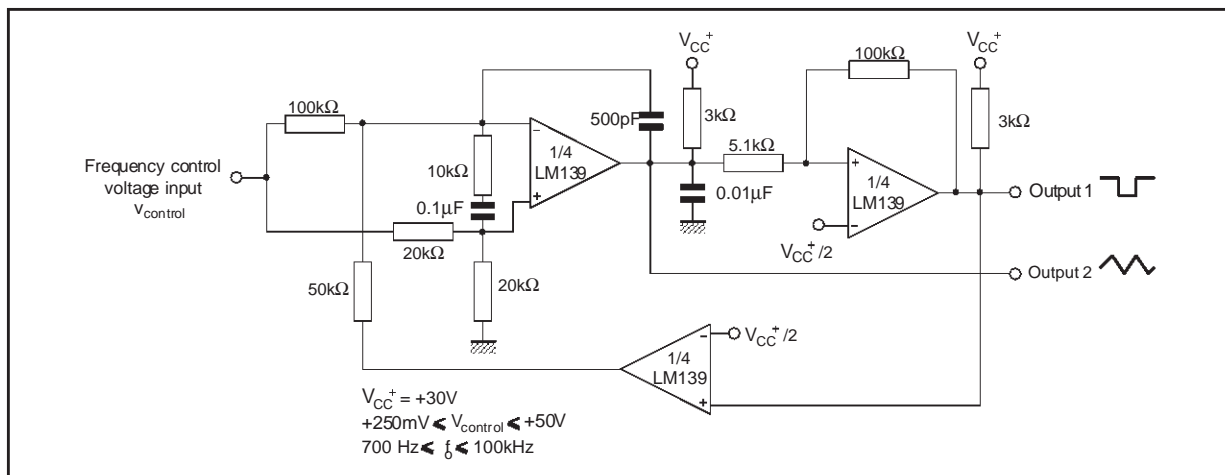 V_CC^+
V_CC^+
100kΩ
100kΩ
500pF
3kΩ
3kΩ
-
1/4
LM139
+
5.1kΩ
+
1/4
LM139
-
Frequency control
voltage input
v_control
10kΩ
0.1µF
0.01µF
Output 1
20kΩ
V_CC^+/2
50kΩ
20kΩ
Output 2
-
V_CC^+/2
1/4
LM139
+
V_CC^+ = +30V
+250mV ≤ V_control ≤ +50V
700 Hz ≤ f_o ≤ 100kHz